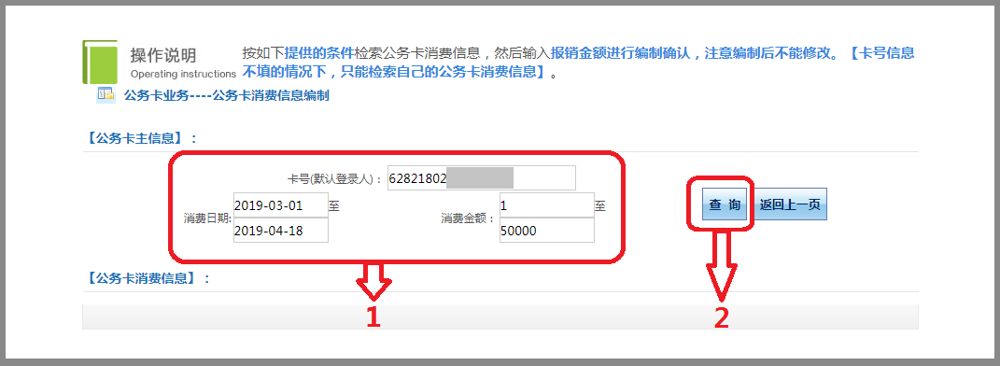 操作说明
Operating instructions
按如下提供的条件检索公务卡消费信息，然后输入报销金额进行编制确认，注意编制后不能修改。【卡号信息
不填的情况下，只能检索自己的公务卡消费信息】。
公务卡业务----公务卡消费信息编制
【公务卡主信息】：
卡号(默认登录人)： 62821802
消费日期: 2019-03-01 至 2019-04-18
消费金额： 1 至 50000
查 询 返回上一页
【公务卡消费信息】：
1
2